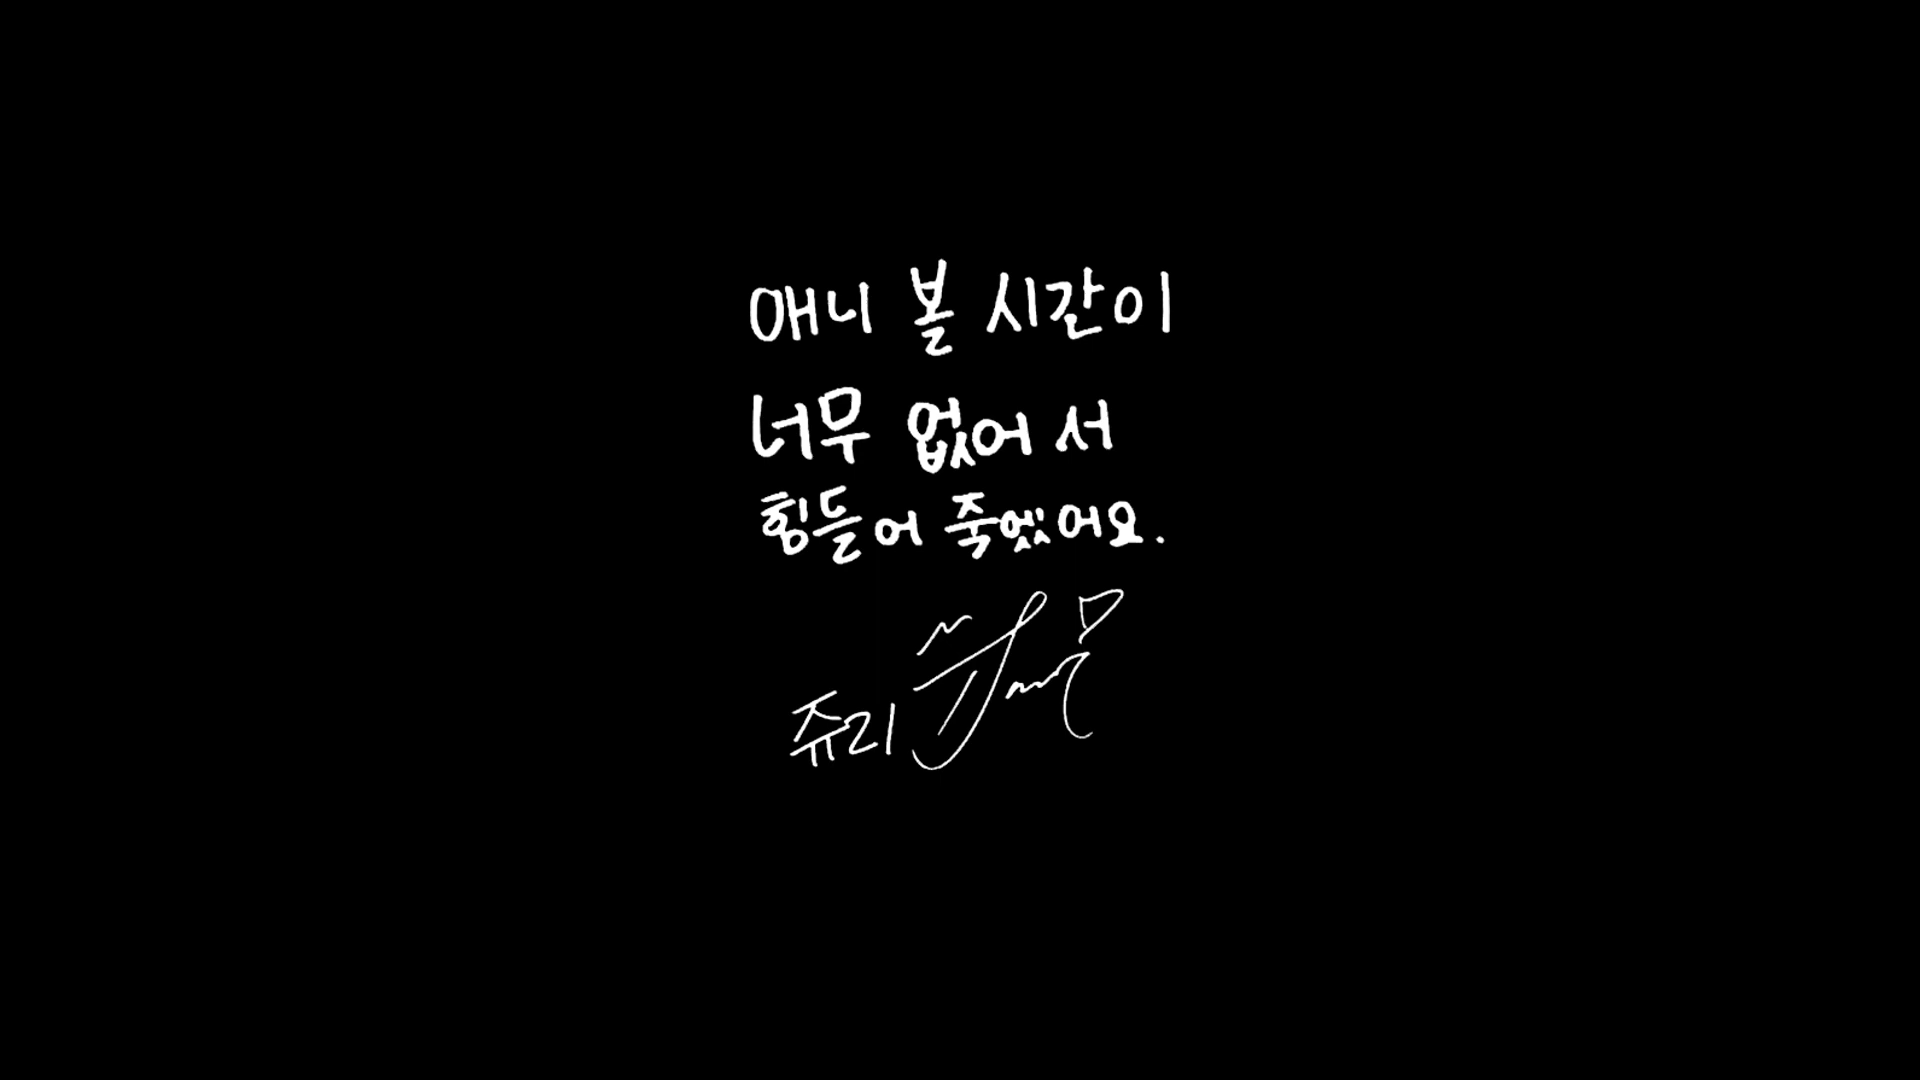 애니 볼 시간이
너무 없어서
힘들어 죽겠어요.
쥬리